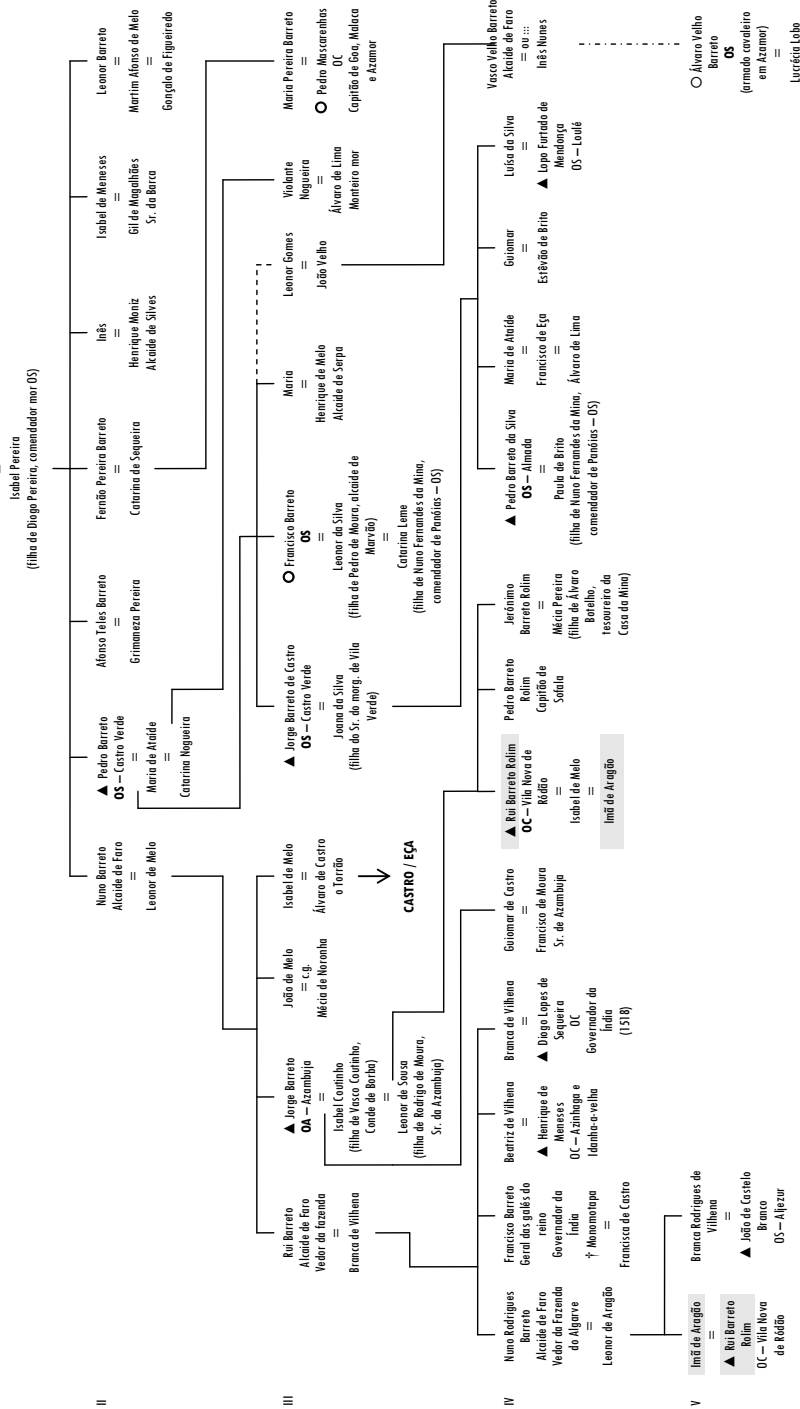 =
Isabel Pereira
(filha de Diogo Pereira, comendador mor OS)
II
Nuno Barreto
Alcaide de Faro
=
Leonor de Melo
▲ Pedro Barreto
OS – Castro Verde
=
Maria de Ataíde
=
Catarina Nogueira
Afonso Teles Barreto
=
Grimaneza Pereira
Fernão Pereira Barreto
=
Catarina de Sequeira
Inês
=
Henrique Moniz
Alcaide de Silves
Isabel de Meneses
=
Gil de Magalhães
Sr. da Barca
Leonor Barreto
=
Martim Afonso de Melo
=
Gonçalo de Figueiredo
III
Rui Barreto
Alcaide de Faro
Vedor da fazenda
=
Branca de Vilhena
▲ Jorge Barreto
OA – Azambuja
=
Isabel Coutinho
(filha de Vasco Coutinho,
Conde de Borba)
=
Leonor de Sousa
(filha de Rodrigo de Moura,
Sr. da Azambuja)
João de Melo
= c.g.
Mécia de Noronha
Isabel de Melo
=
Álvaro de Castro
o Torrão
CASTRO / EÇA
▲ Jorge Barreto de Castro
OS – Castro Verde
=
Joana da Silva
(filha do Sr. do morg. de Vila
Verde)
○ Francisco Barreto
OS
=
Leonor da Silva
(filha de Pedro de Moura, alcaide de
Marvão)
=
Catarina Leme
(filha de Nuno Fernandes da Mina,
comendador de Panóias – OS)
Maria
=
Henrique de Melo
Alcaide de Serpa
Leonor Gomes
=
João Velho
Violante
Nogueira
=
Álvaro de Lima
Monteiro mor
Maria Pereira Barreto
=
○ Pedro Mascarenhas
OC
Capitão de Goa, Malaca
e Azamor
IV
Nuno Rodrigues
Barreto
Alcaide de Faro
Vedor da Fazenda
do Algarve
=
Leonor de Aragão
Francisco Barreto
Geral das galés do
reino
Governador da
Índia
† Monomotapa
=
Francisca de Castro
Beatriz de Vilhena
=
▲ Henrique de
Meneses
OC – Azinhaga e
Idanha-a-velha
Branca de Vilhena
=
▲ Diogo Lopes de
Sequeira
OC
Governador da
Índia
(1518)
Guiomar de Castro
=
Francisco de Moura
Sr. de Azambuja
▲ Rui Barreto Rolim
OC – Vila Nova de
Ródão
=
Isabel de Melo
=
Imã de Aragão
Pedro Barreto
Rolim
Capitão de
Sofala
Jerónimo
Barreto Rolim
=
Mécia Pereira
(filha de Álvaro
Botelho,
tesoureiro da
Casa da Mina)
▲ Pedro Barreto da Silva
OS – Almada
=
Paula de Brito
(filha de Nuno Fernandes da Mina,
comendador de Panóias – OS)
Maria de Ataíde
=
Francisco de Eça
=
Álvaro de Lima
Guiomar
=
Estêvão de Brito
Luísa da Silva
=
▲ Lopo Furtado de
Mendonça
OS – Loulé
Vasco Velho Barreto
Alcaide de Faro
= ou :::
Inês Nunes
V
Imã de Aragão
=
▲ Rui Barreto
Rolim
OC – Vila Nova
de Ródão
Branca Rodrigues de
Vilhena
=
▲ João de Castelo
Branco
OS – Aljezur
○ Álvaro Velho
Barreto
OS
(armado cavaleiro
em Azamor)
=
Lucrécia Lobo